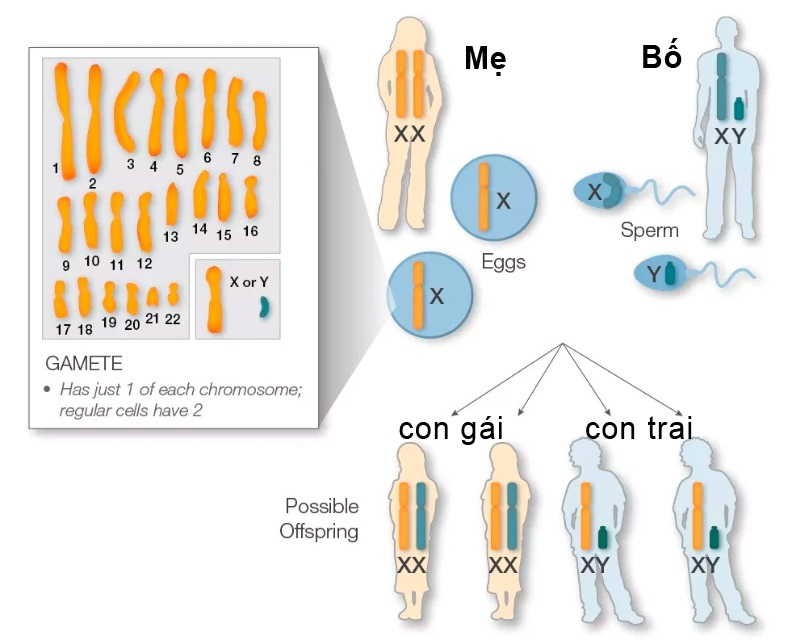 Mẹ
Bố
XX
X Y
1
2
3
4
5
6
7
8
9
10
11
12
13
14
15
16
17
18
19
20
21
22
X or Y
GAMETE
• Has just 1 of each chromosome;
regular cells have 2
X
Eggs
X
X
Sperm
Y
con gái
con trai
Possible
Offspring
XX
XX
XY
XY